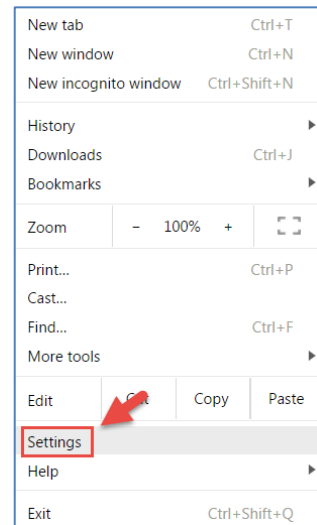 New tab Ctrl+T
New window Ctrl+N
New incognito window Ctrl+Shift+N
History
Downloads Ctrl+J
Bookmarks
Zoom - 100% +
Print... Ctrl+P
Cast...
Find... Ctrl+F
More tools
Edit Copy Paste
Settings
Help
Exit Ctrl+Shift+Q